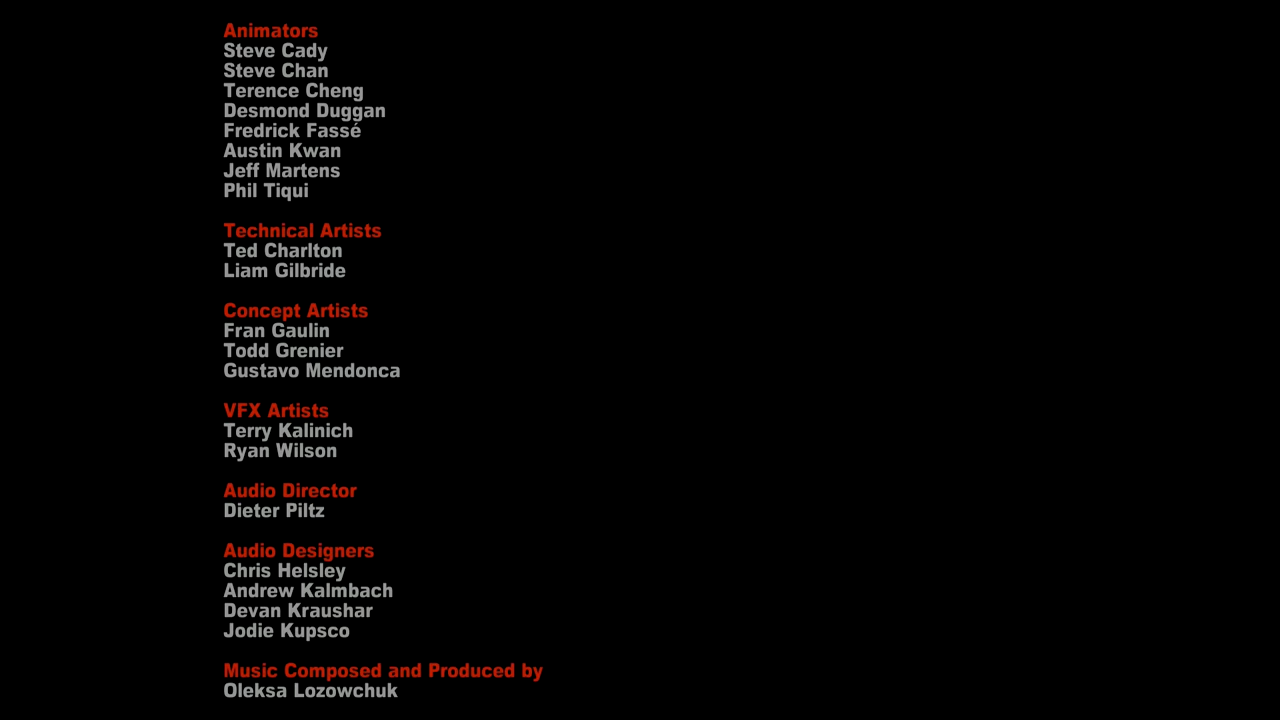 Animators
Steve Cady
Steve Chan
Terence Cheng
Desmond Duggan
Fredrick Fassé
Austin Kwan
Jeff Martens
Phil Tiqui
Technical Artists
Ted Charlton
Liam Gilbride
Concept Artists
Fran Gaulin
Todd Grenier
Gustavo Mendonca
VFX Artists
Terry Kalinich
Ryan Wilson
Audio Director
Dieter Piltz
Audio Designers
Chris Helsley
Andrew Kalmbach
Devan Kraushar
Jodie Kupsco
Music Composed and Produced by
Oleksa Lozowchuk